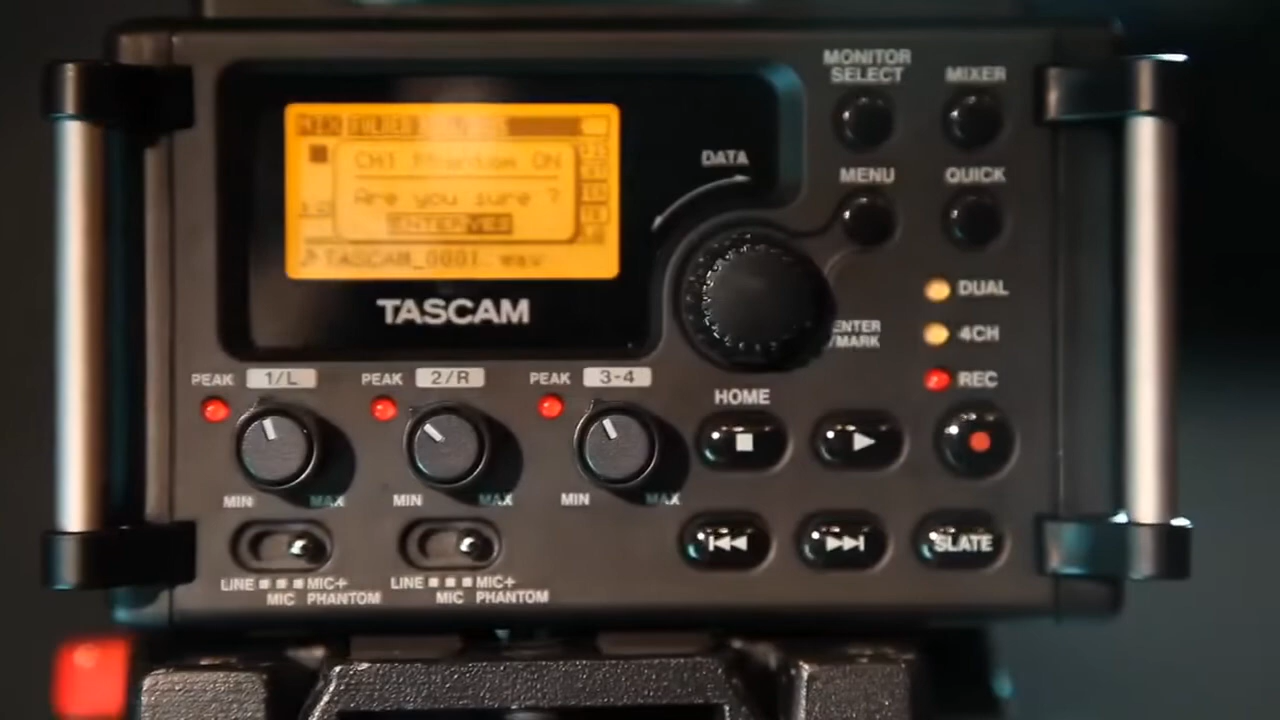 MONITOR
SELECT
MIXER
CH1 Phantom ON
Are you sure ?
ENTER:YES
TASCAM_0001.wav
DATA
MENU
QUICK
TASCAM
ENTER
/MARK
DUAL
4CH
REC
PEAK 1/L
PEAK 2/R
PEAK 3-4
HOME
MIN MAX
MIN MAX
MIN MAX
SLATE
LINE MIC+
MIC PHANTOM
LINE MIC+
MIC PHANTOM